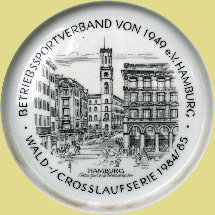 BETRIEBSSPORTVERBAND VON 1949 e.V. HAMBURG
· WALD-/CROSSLAUFSERIE 1984/85 ·
HAMBURG